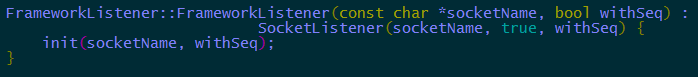 FrameworkListener::FrameworkListener(const char *socketName, bool withSeq) :
                            SocketListener(socketName, true, withSeq) {
    init(socketName, withSeq);
}